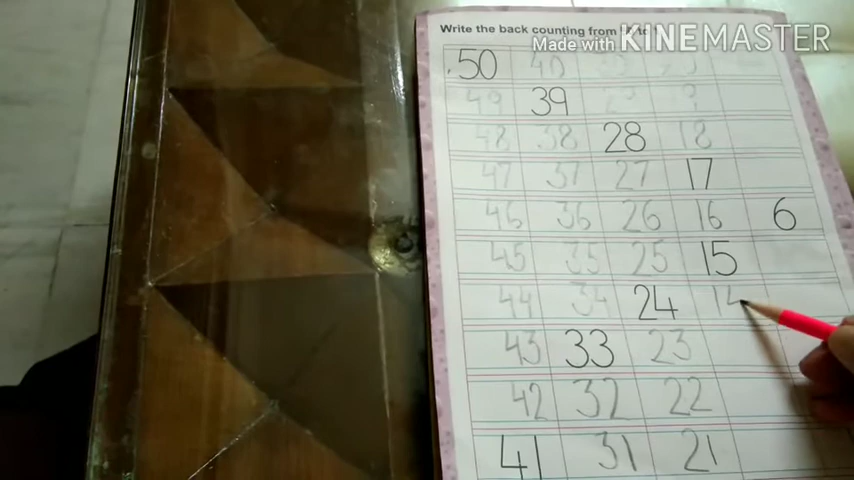 Write the back counting from
Made with KINEMASTER
50 40
49 39 29
48 38 28 18
47 37 27 17
46 36 26 16 6
45 35 25 15
44 34 24 14
43 33 23
42 32 22
41 31 21